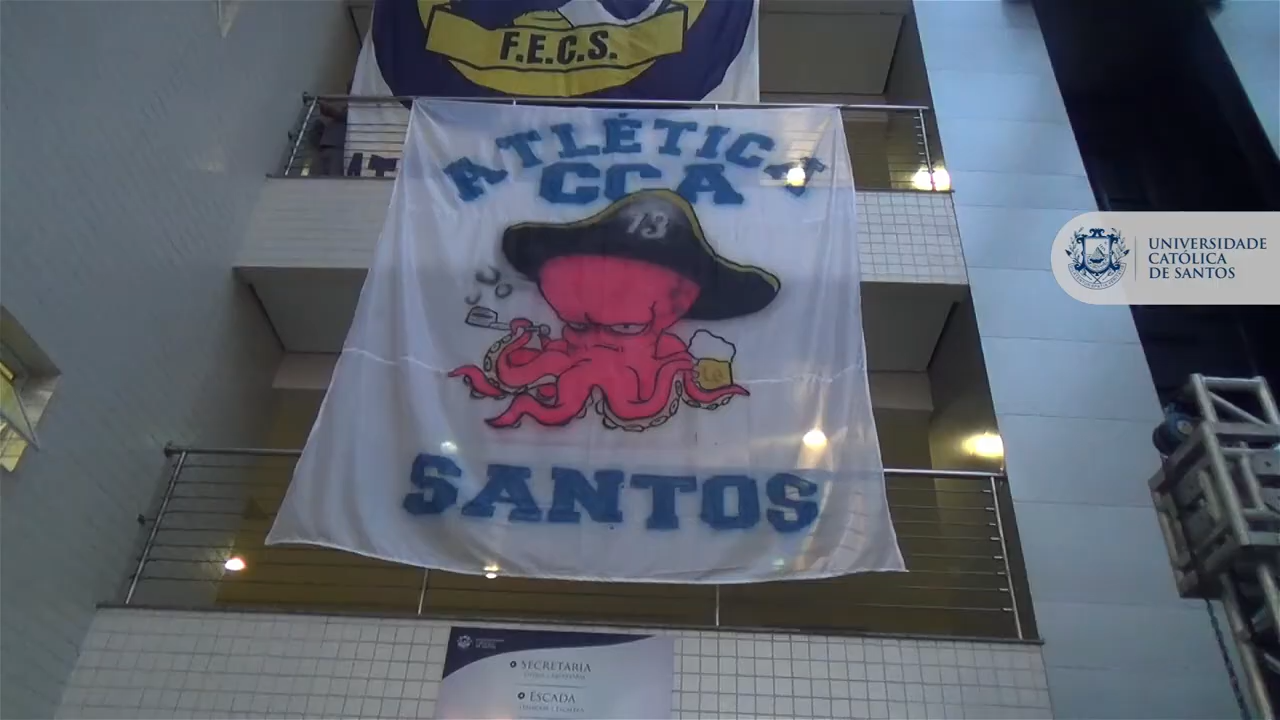 F.E.C.S.
ATLÉTICA
CCA
13
SANTOS
UNIVERSIDADE
CATÓLICA
DE SANTOS
SECRETARIA
ESCADA